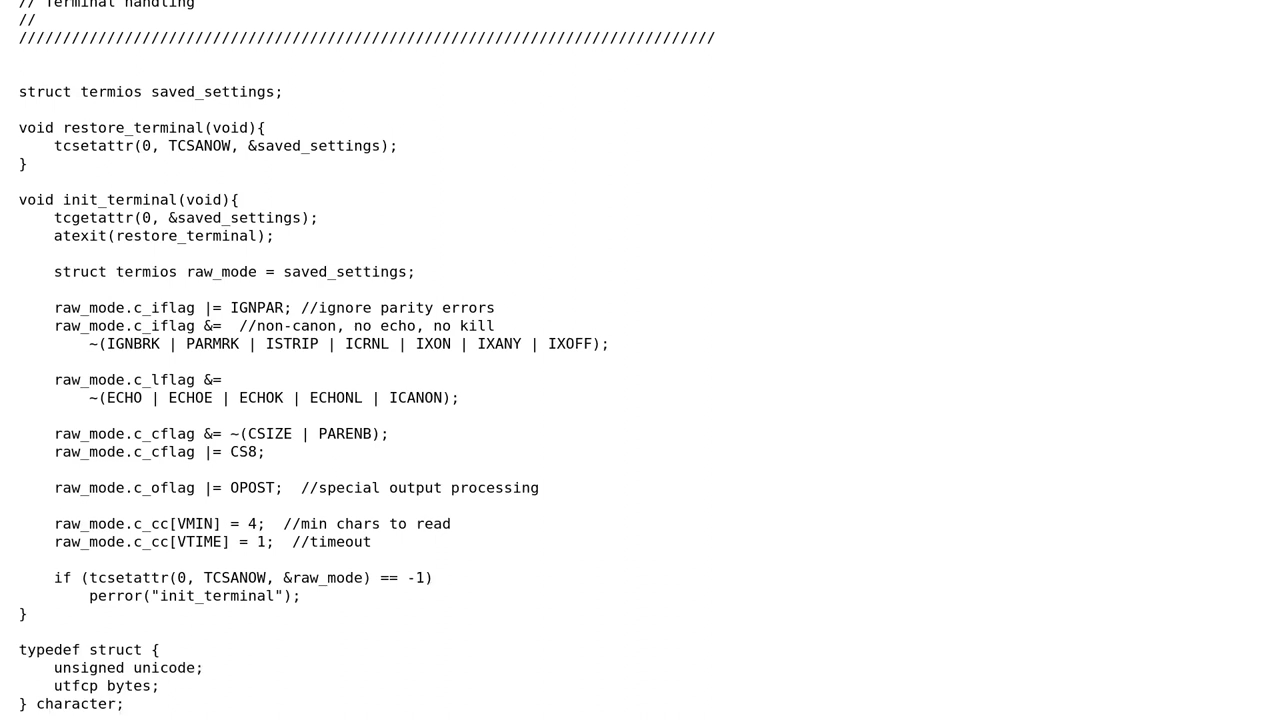 // Terminal handling
//
///////////////////////////////////////////////////////////////////////////////
struct termios saved_settings;
void restore_terminal(void){
    tcsetattr(0, TCSANOW, &saved_settings);
}
void init_terminal(void){
    tcgetattr(0, &saved_settings);
    atexit(restore_terminal);
    struct termios raw_mode = saved_settings;
    raw_mode.c_iflag |= IGNPAR; //ignore parity errors
    raw_mode.c_iflag &=  //non-canon, no echo, no kill
        ~(IGNBRK | PARMRK | ISTRIP | ICRNL | IXON | IXANY | IXOFF);
    raw_mode.c_lflag &=
        ~(ECHO | ECHOE | ECHOK | ECHONL | ICANON);
    raw_mode.c_cflag &= ~(CSIZE | PARENB);
    raw_mode.c_cflag |= CS8;
    raw_mode.c_oflag |= OPOST;  //special output processing
    raw_mode.c_cc[VMIN] = 4;  //min chars to read
    raw_mode.c_cc[VTIME] = 1;  //timeout
    if (tcsetattr(0, TCSANOW, &raw_mode) == -1)
        perror("init_terminal");
}
typedef struct {
    unsigned unicode;
    utfcp bytes;
} character;